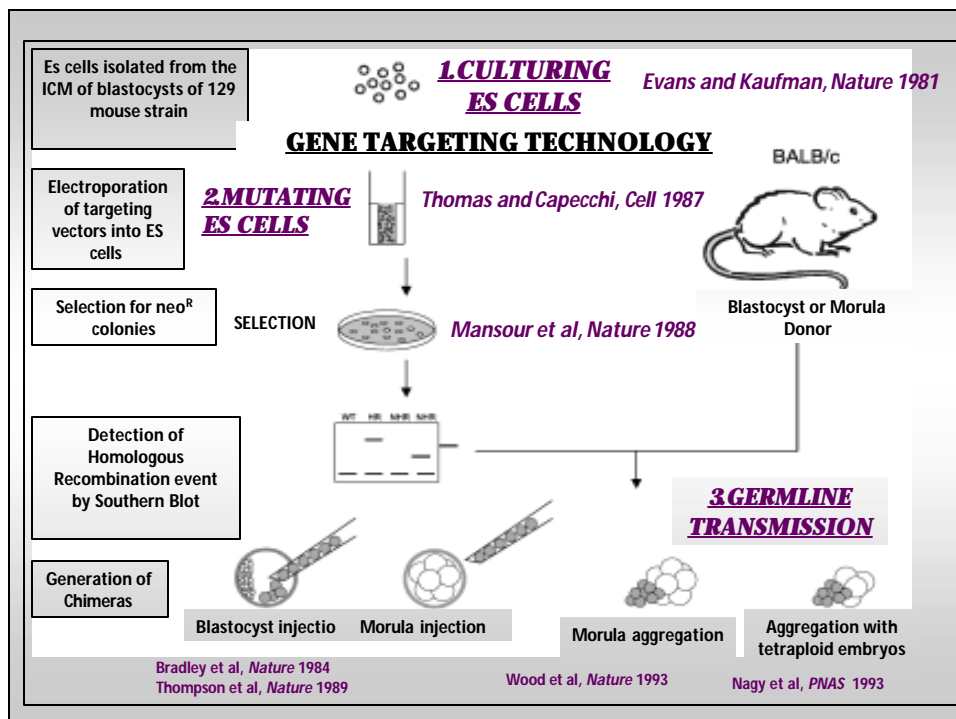 Es cells isolated from the
ICM of blastocysts of 129
mouse strain
1.CULTURING
ES CELLS
Evans and Kaufman, Nature 1981
GENE TARGETING TECHNOLOGY
BALB/c
Electroporation
of targeting
vectors into ES
cells
2.MUTATING
ES CELLS
Thomas and Capecchi, Cell 1987
Selection for neoR
colonies
SELECTION
Mansour et al, Nature 1988
Blastocyst or Morula
Donor
WT HR NHR NHR
Detection of
Homologous
Recombination event
by Southern Blot
3.GERMLINE
TRANSMISSION
Generation of
Chimeras
Blastocyst injectio
Morula injection
Morula aggregation
Aggregation with
tetraploid embryos
Bradley et al, Nature 1984
Thompson et al, Nature 1989
Wood et al, Nature 1993
Nagy et al, PNAS 1993